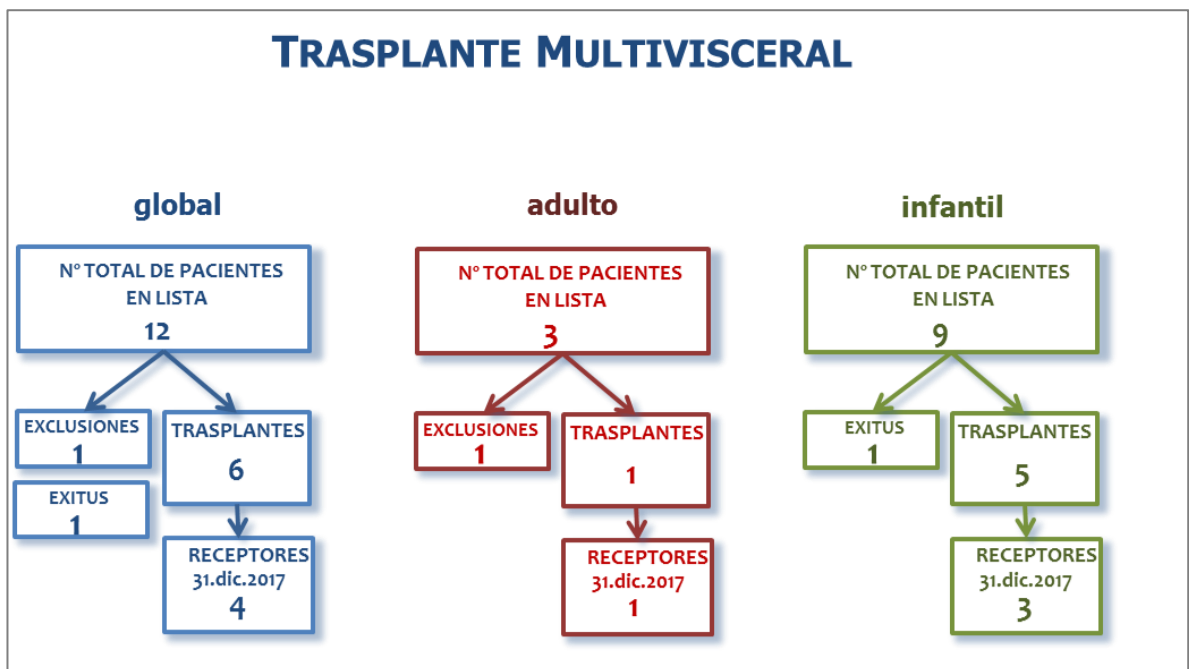 TRASPLANTE MULTIVISCERAL
global
Nº TOTAL DE PACIENTES
EN LISTA
12
EXCLUSIONES
1
EXITUS
1
TRASPLANTES
6
RECEPTORES
31.dic.2017
4
adulto
Nº TOTAL DE PACIENTES
EN LISTA
3
EXCLUSIONES
1
TRASPLANTES
1
RECEPTORES
31.dic.2017
1
infantil
Nº TOTAL DE PACIENTES
EN LISTA
9
EXITUS
1
TRASPLANTES
5
RECEPTORES
31.dic.2017
3